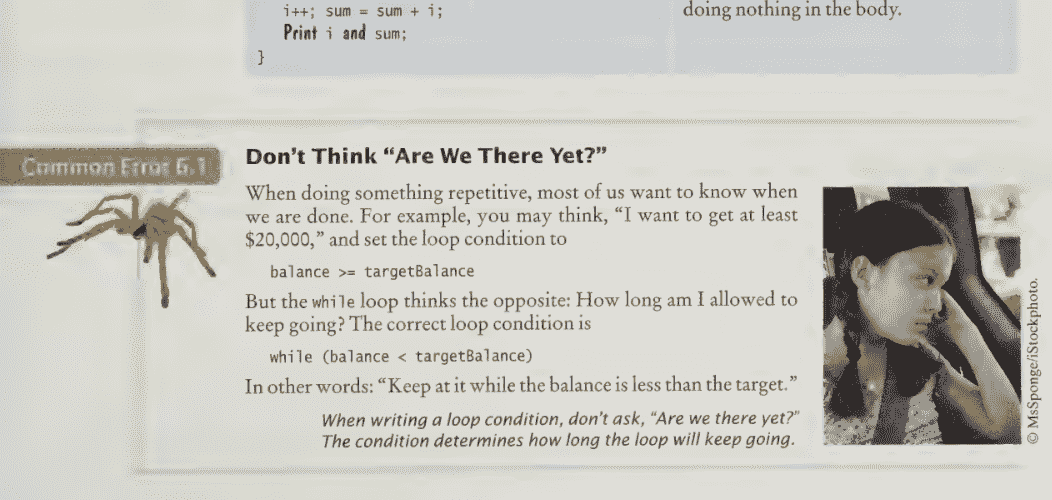 i++; sum = sum + i;
Print i and sum;
}
doing nothing in the body.
Common Error 6.1
Don't Think “Are We There Yet?”
When doing something repetitive, most of us want to know when
we are done. For example, you may think, “I want to get at least
$20,000,” and set the loop condition to
balance >= targetBalance
But the while loop thinks the opposite: How long am I allowed to
keep going? The correct loop condition is
while (balance < targetBalance)
In other words: “Keep at it while the balance is less than the target.”
When writing a loop condition, don't ask, “Are we there yet?”
The condition determines how long the loop will keep going.
© MsSponge/iStockphoto.